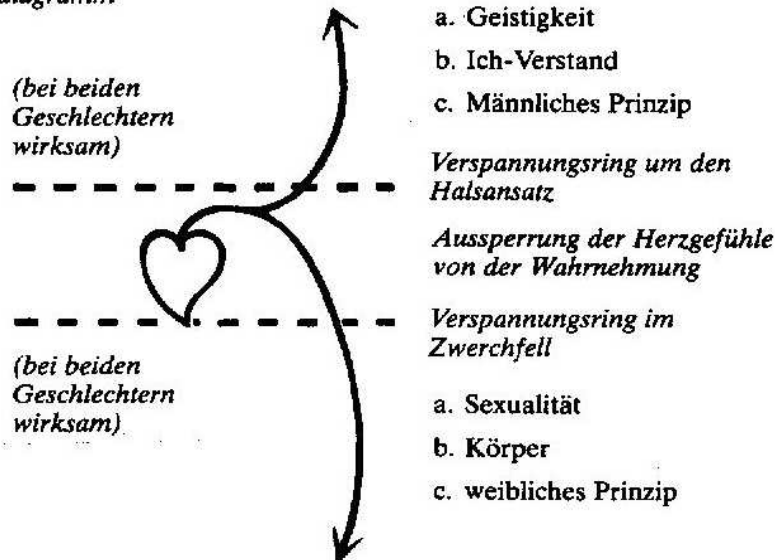 a. Geistigkeit
b. Ich-Verstand
c. Männliches Prinzip
(bei beiden
Geschlechtern
wirksam)
Verspannungsring um den
Halsansatz
Aussperrung der Herzgefühle
von der Wahrnehmung
Verspannungsring im
Zwerchfell
(bei beiden
Geschlechtern
wirksam)
a. Sexualität
b. Körper
c. weibliches Prinzip